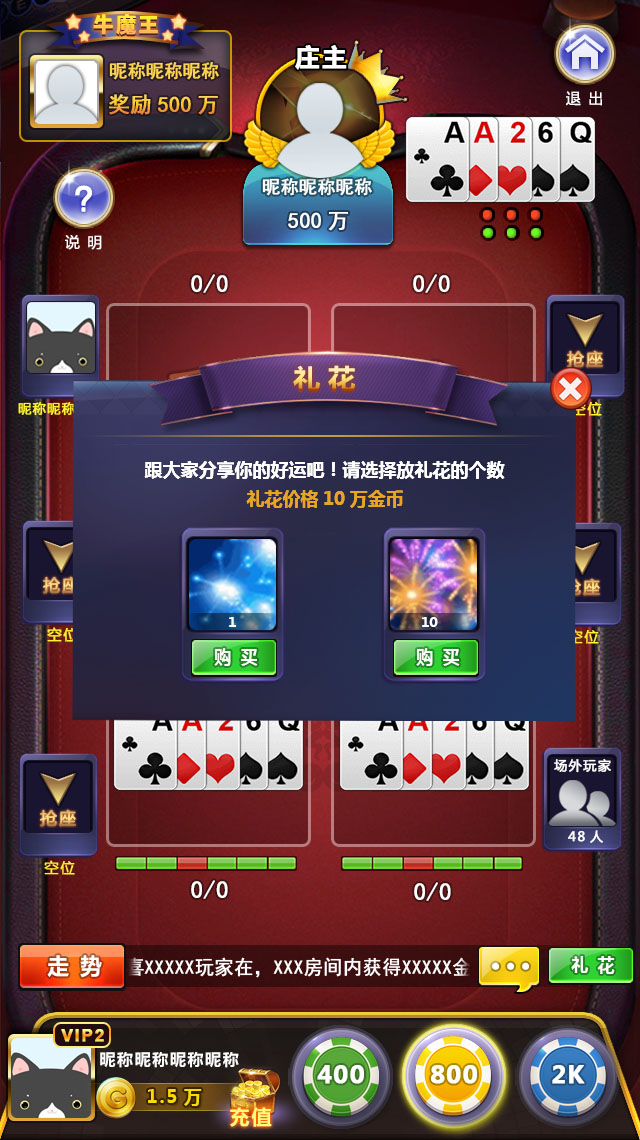 牛魔王
昵称昵称昵称
奖励 500 万
庄主
昵称昵称昵称
500 万
A A 2 6 Q
退 出
?
说 明
0/0
0/0
抢座
昵称昵称
空位
礼 花
跟大家分享你的好运吧！请选择放礼花的个数
礼花价格 10 万金币
1
10
购 买
购 买
抢
座
空位
空位
A A 2 6 Q
A A 2 6 Q
抢座
空位
场外玩家
48 人
0/0
0/0
走 势
喜XXXXX玩家在，XXX房间内获得XXXXX金
礼 花
VIP2
昵称昵称昵称昵称
G
1.5 万
充值
400
800
2K